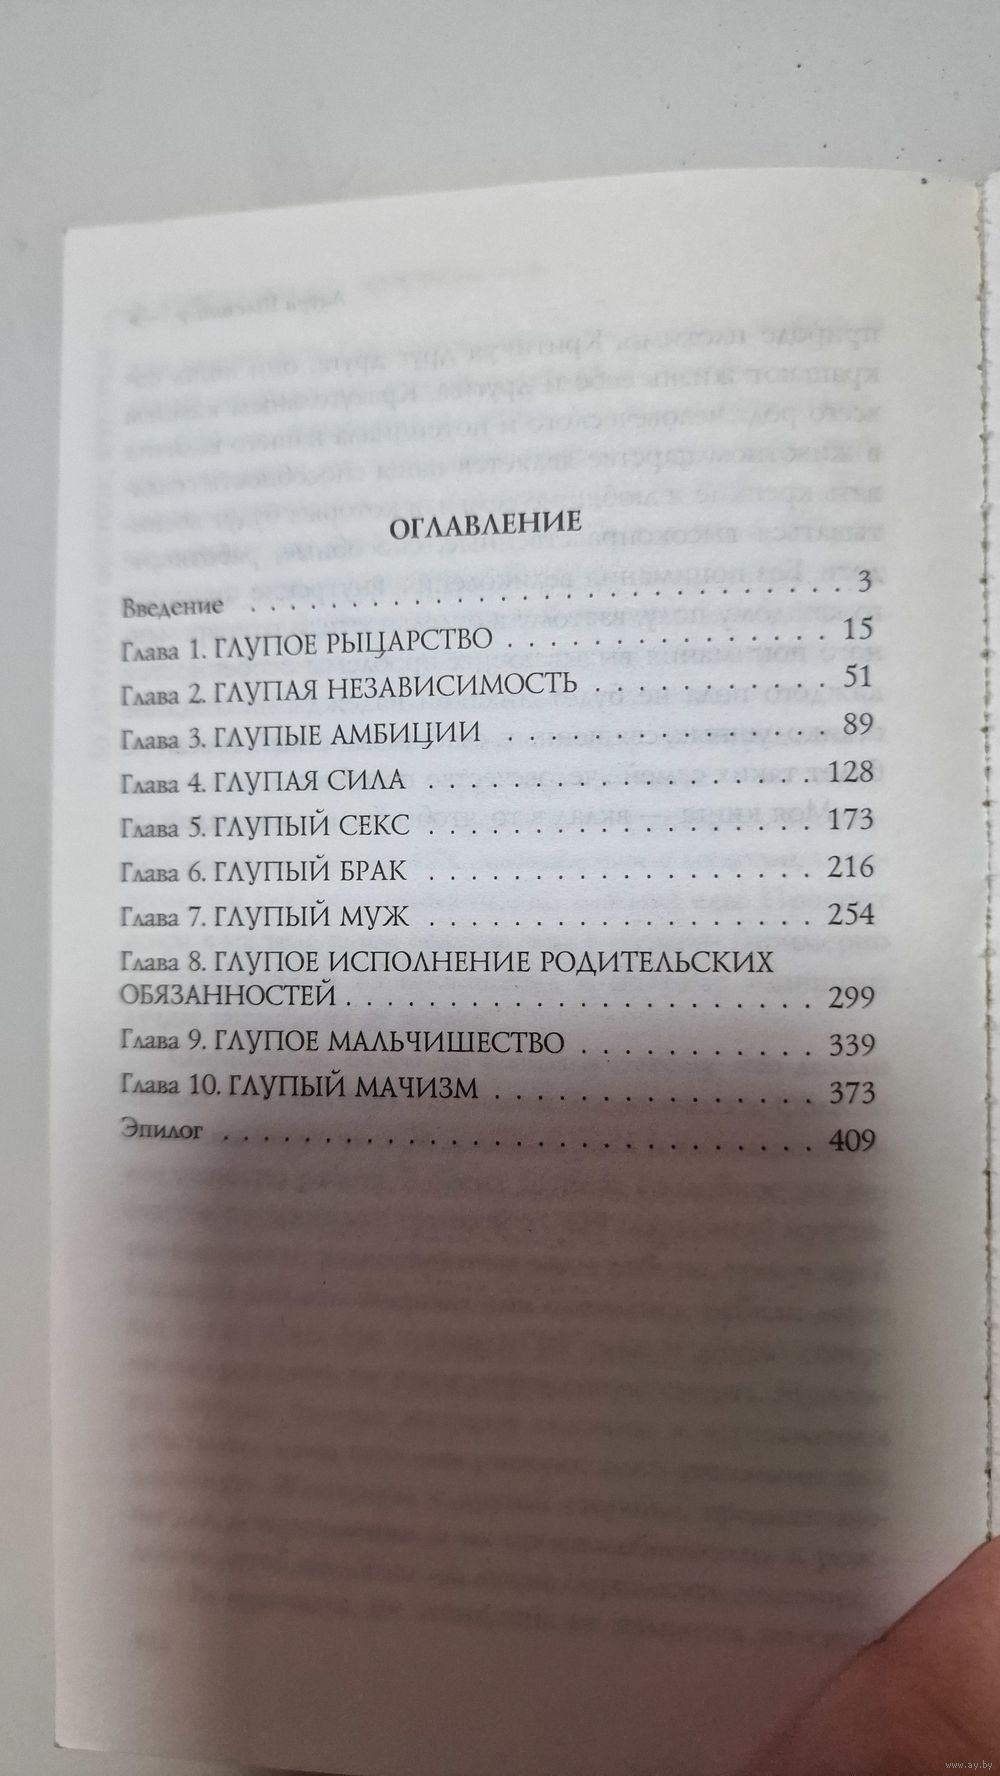 ОГЛАВЛЕНИЕ
Введение . . . . . . . . . . . . . . . . . . . . . . . . . . . . . 3
Глава 1. ГЛУПОЕ РЫЦАРСТВО . . . . . . . . . . . . . . . . 15
Глава 2. ГЛУПАЯ НЕЗАВИСИМОСТЬ . . . . . . . . . . . . 51
Глава 3. ГЛУПЫЕ АМБИЦИИ . . . . . . . . . . . . . . . . 89
Глава 4. ГЛУПАЯ СИЛА . . . . . . . . . . . . . . . . . . . 128
Глава 5. ГЛУПЫЙ СЕКС . . . . . . . . . . . . . . . . . . . 173
Глава 6. ГЛУПЫЙ БРАК . . . . . . . . . . . . . . . . . . . 216
Глава 7. ГЛУПЫЙ МУЖ . . . . . . . . . . . . . . . . . . . 254
Глава 8. ГЛУПОЕ ИСПОЛНЕНИЕ РОДИТЕЛЬСКИХ
ОБЯЗАННОСТЕЙ . . . . . . . . . . . . . . . . . . . . . . . 299
Глава 9. ГЛУПОЕ МАЛЬЧИШЕСТВО . . . . . . . . . . . . 339
Глава 10. ГЛУПЫЙ МАЧИЗМ . . . . . . . . . . . . . . . . 373
Эпилог . . . . . . . . . . . . . . . . . . . . . . . . . . . . . 409
www.ay.by